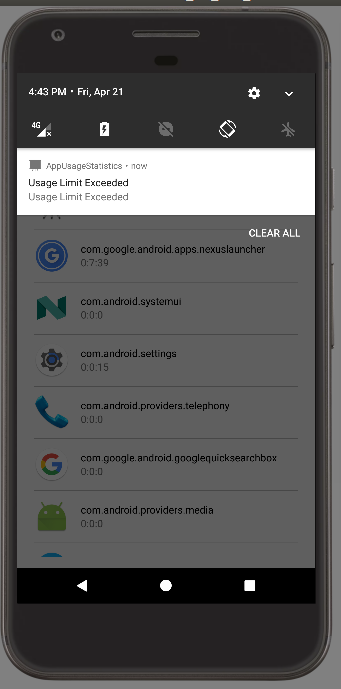 4:43 PM • Fri, Apr 21
4G
AppUsageStatistics • now
Usage Limit Exceeded
Usage Limit Exceeded
CLEAR ALL
com.google.android.apps.nexuslauncher
0:7:39
com.android.systemui
0:0:0
com.android.settings
0:0:15
com.android.providers.telephony
0:0:0
com.google.android.googlequicksearchbox
0:0:0
com.android.providers.media
0:0:0